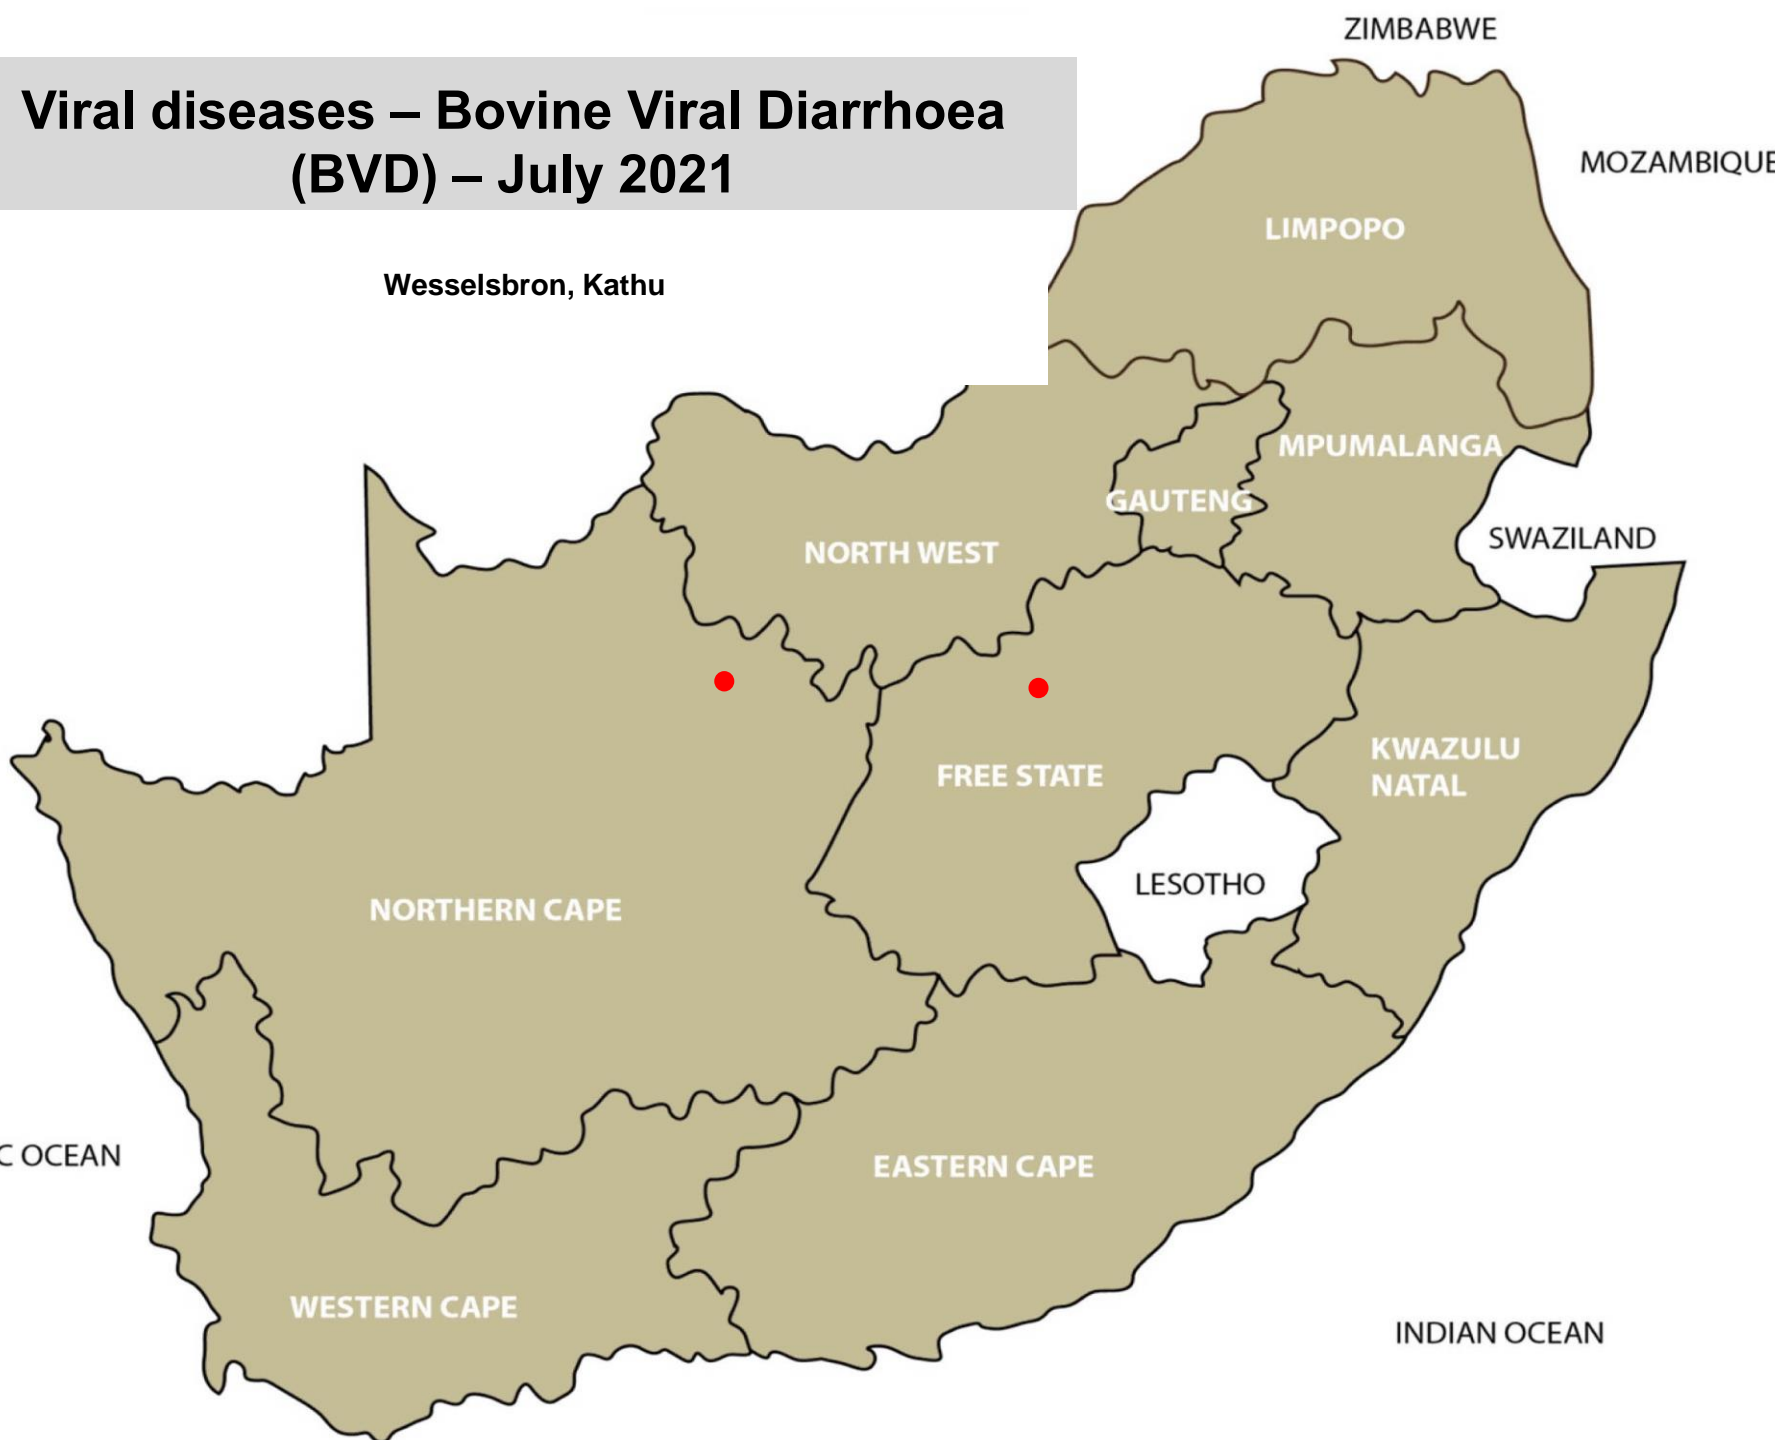 ZIMBABWE
Viral diseases – Bovine Viral Diarrhoea
(BVD) – July 2021
MOZAMBIQUE
LIMPOPO
Wesselsbron, Kathu
MPUMALANGA
GAUTENG
SWAZILAND
NORTH WEST
KWAZULU
NATAL
FREE STATE
LESOTHO
NORTHERN CAPE
C OCEAN
EASTERN CAPE
WESTERN CAPE
INDIAN OCEAN